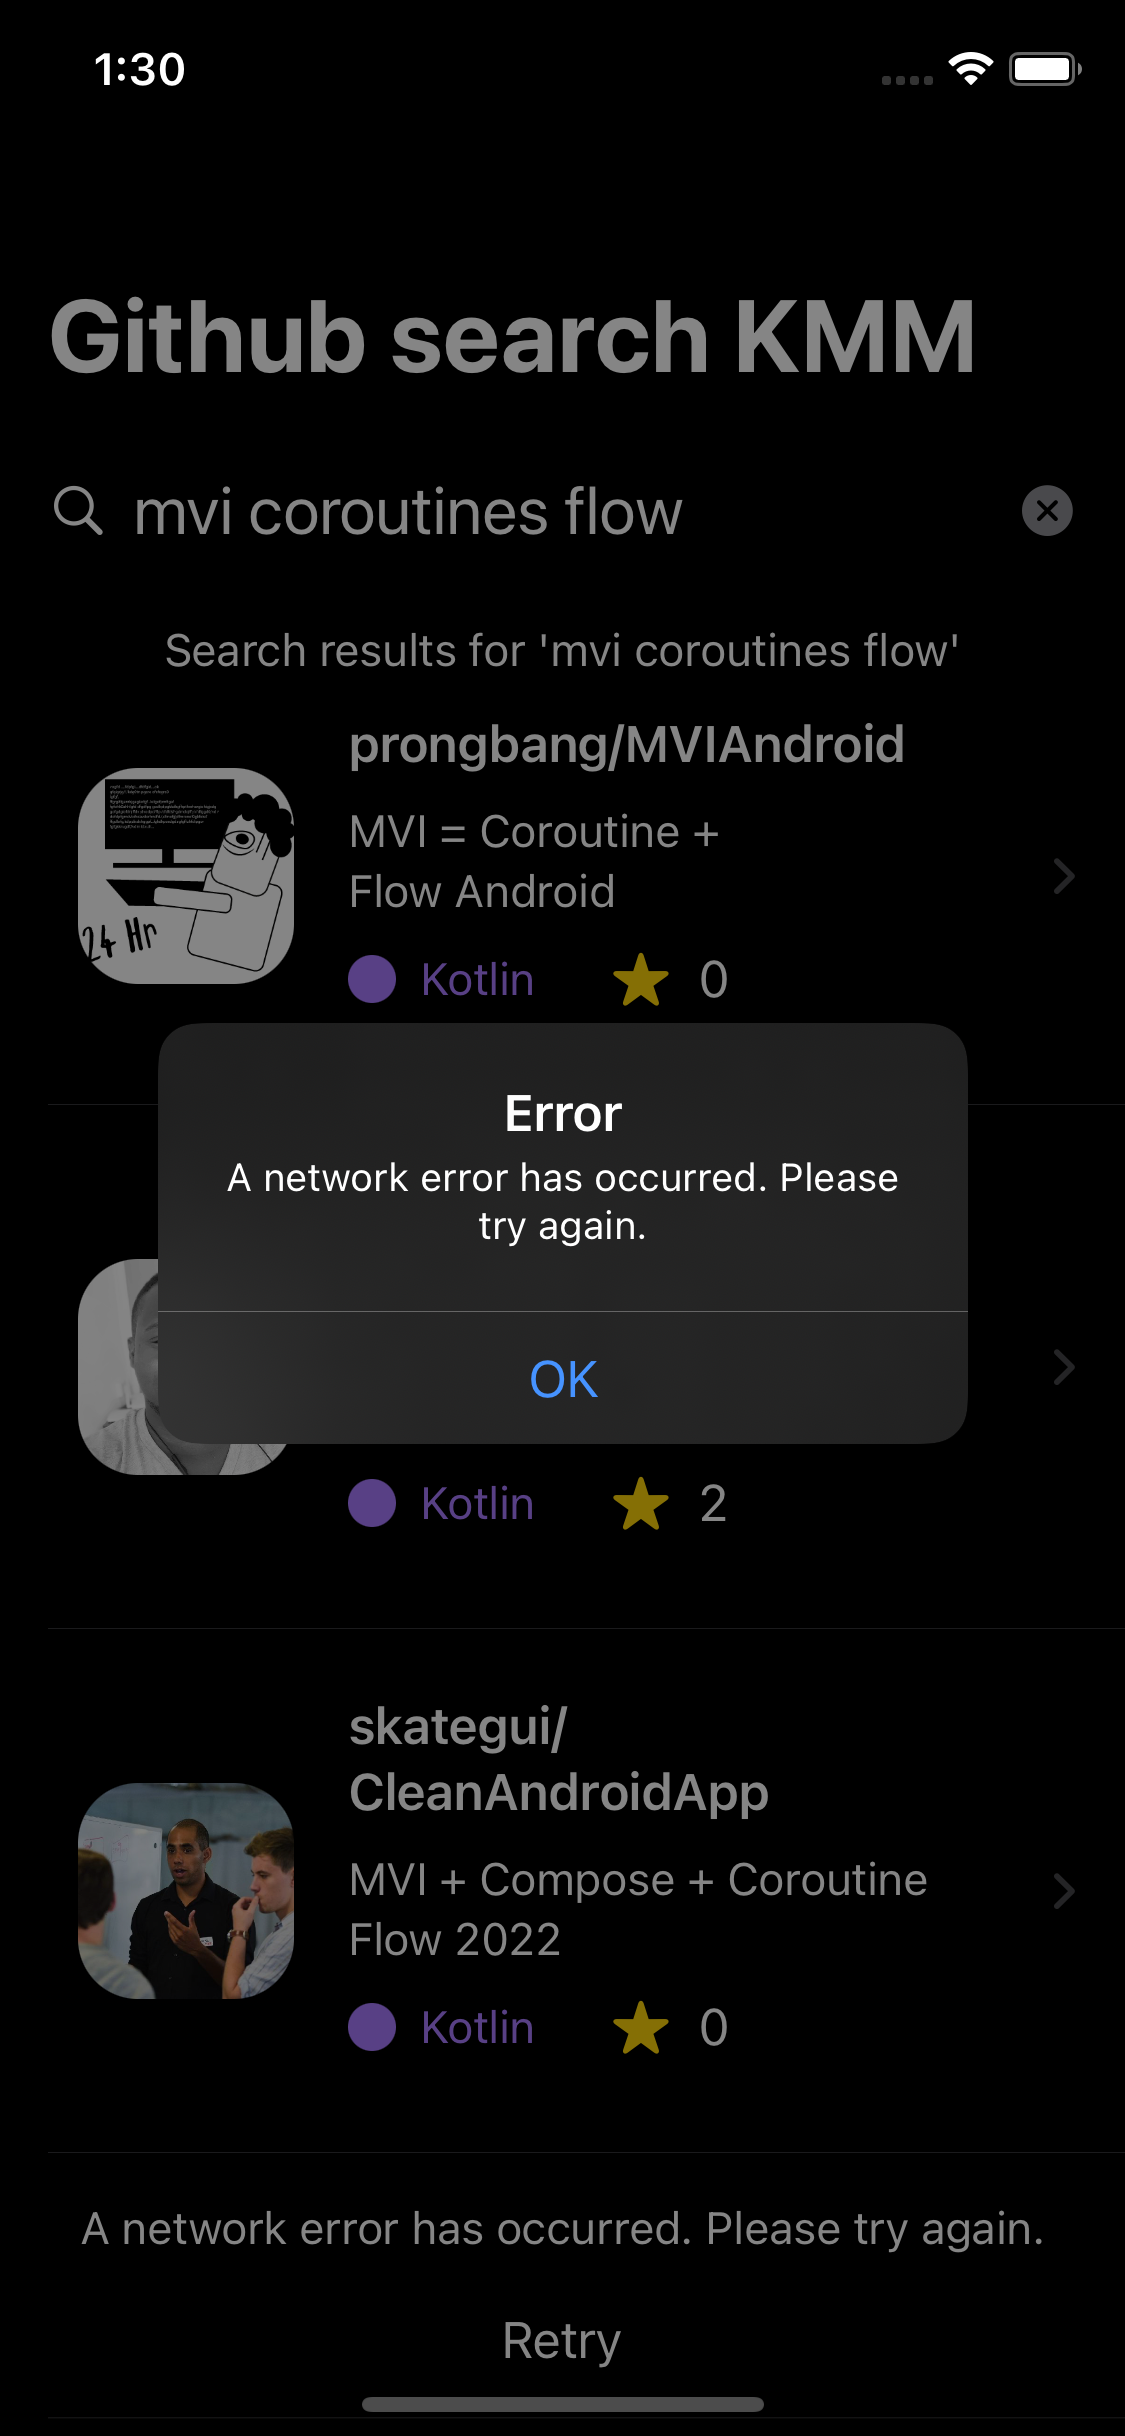 1:30
Github search KMM
mvi coroutines flow
Search results for 'mvi coroutines flow'
prongbang/MVIAndroid
MVI = Coroutine +
Flow Android
Kotlin 0
24 Hr
Error
A network error has occurred. Please
try again.
OK
Kotlin 2
skategui/
CleanAndroidApp
MVI + Compose + Coroutine
Flow 2022
Kotlin 0
A network error has occurred. Please try again.
Retry